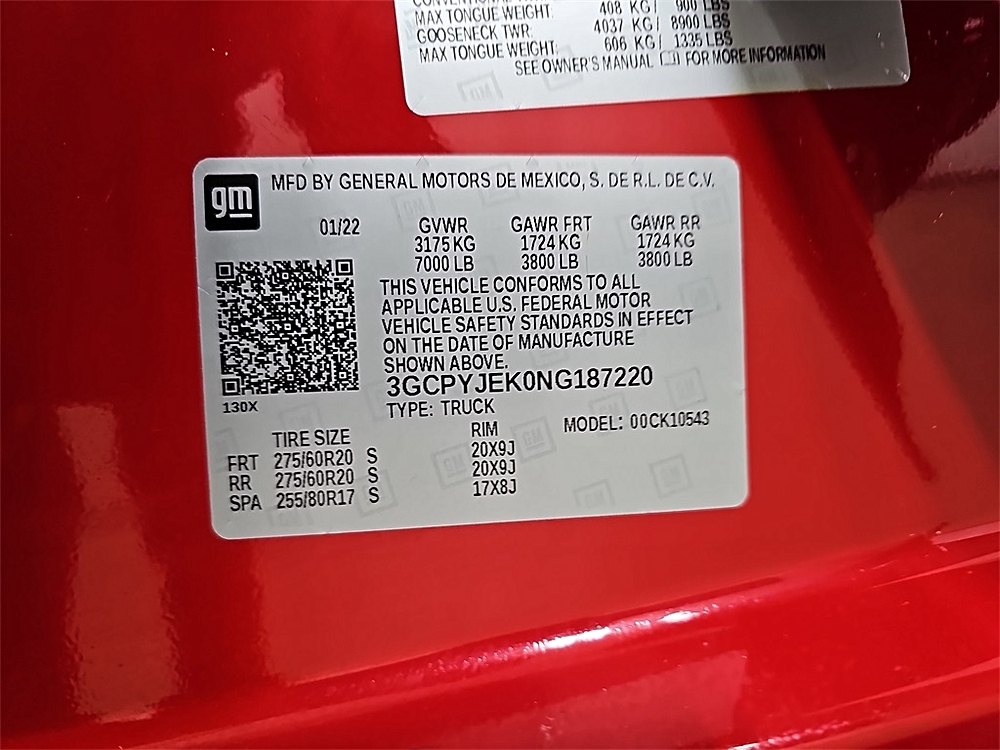 MAX TONGUE WEIGHT: 408 KG/ 900 LBS
GOOSENECK TWR: 4037 KG/ 8900 LBS
MAX TONGUE WEIGHT: 606 KG/ 1335 LBS
SEE OWNER'S MANUAL FOR MORE INFORMATION
gm MFD BY GENERAL MOTORS DE MEXICO, S. DE R.L. DE C.V.
01/22 GVWR GAWR FRT GAWR RR
3175 KG 1724 KG 1724 KG
7000 LB 3800 LB 3800 LB
THIS VEHICLE CONFORMS TO ALL
APPLICABLE U.S. FEDERAL MOTOR
VEHICLE SAFETY STANDARDS IN EFFECT
ON THE DATE OF MANUFACTURE
SHOWN ABOVE.
3GCPYJEK0NG187220
130X
TYPE: TRUCK
MODEL: 00CK10543
TIRE SIZE RIM
FRT 275/60R20 S 20X9J
RR 275/60R20 S 20X9J
SPA 255/80R17 S 17X8J